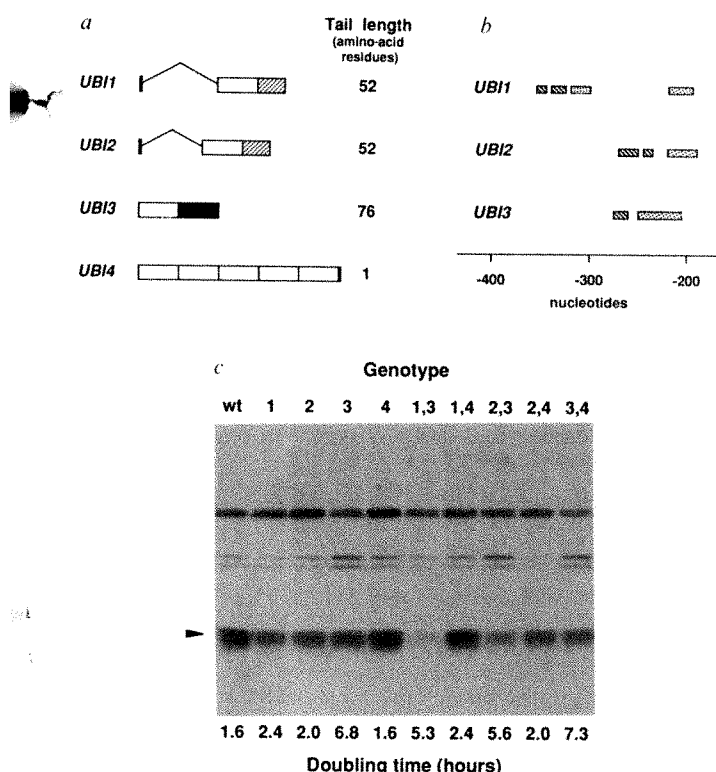 a
Tail length
(amino-acid
residues)
UBI1 52
UBI2 52
UBI3 76
UBI4 1
b
UBI1
UBI2
UBI3
-400 -300 -200
nucleotides
c
Genotype
wt 1 2 3 4 1,3 1,4 2,3 2,4 3,4
1.6 2.4 2.0 6.8 1.6 5.3 2.4 5.6 2.0 7.3
Doubling time (hours)